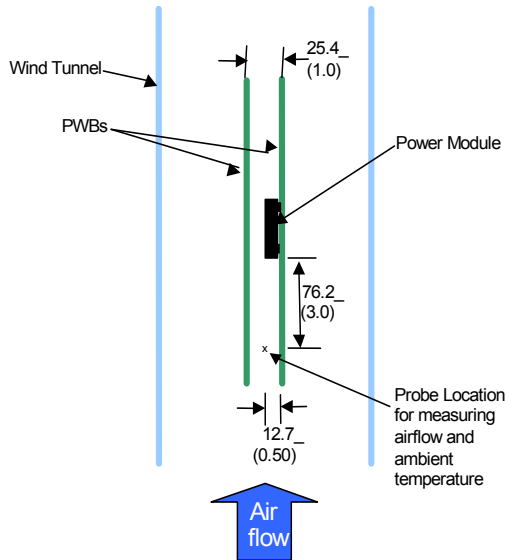 25.4_
(1.0)
Wind Tunnel
PWBs
Power Module
76.2_
(3.0)
x
Probe Location
for measuring
airflow and
ambient
temperature
12.7_
(0.50)
Air
flow